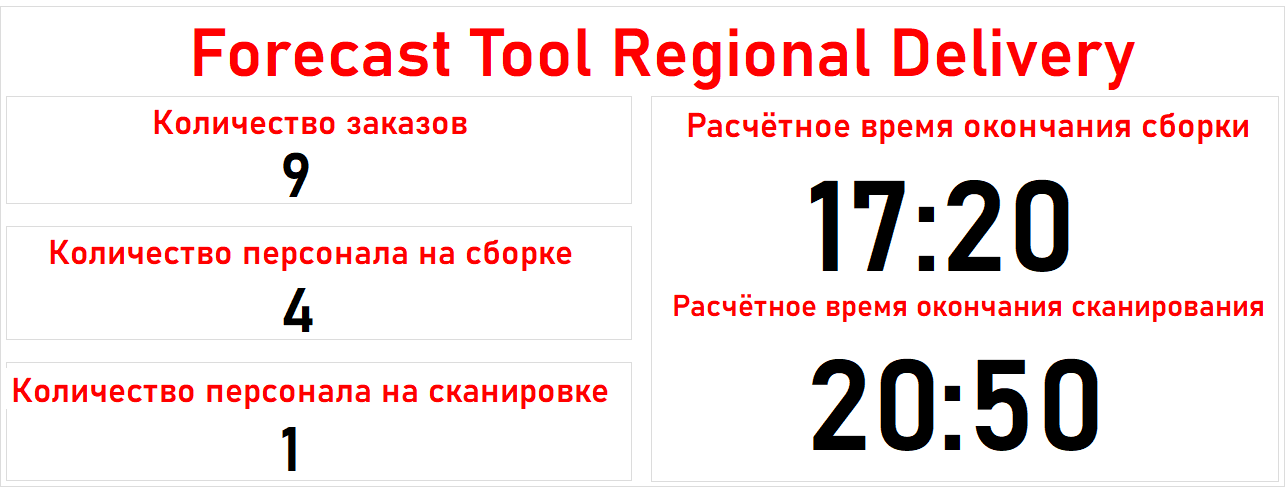 Forecast Tool Regional Delivery
Количество заказов
9
Количество персонала на сборке
4
Количество персонала на сканировке
1
Расчётное время окончания сборки
17:20
Расчётное время окончания сканирования
20:50